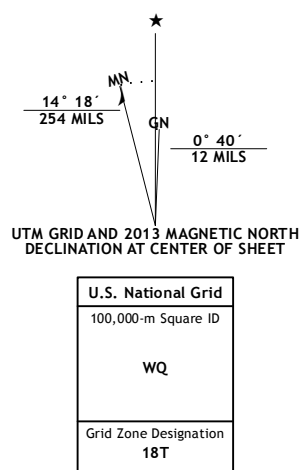 ★
MN
GN
14° 18´
254 MILS
0° 40´
12 MILS
UTM GRID AND 2013 MAGNETIC NORTH
DECLINATION AT CENTER OF SHEET
U.S. National Grid
100,000-m Square ID
WQ
Grid Zone Designation
18T